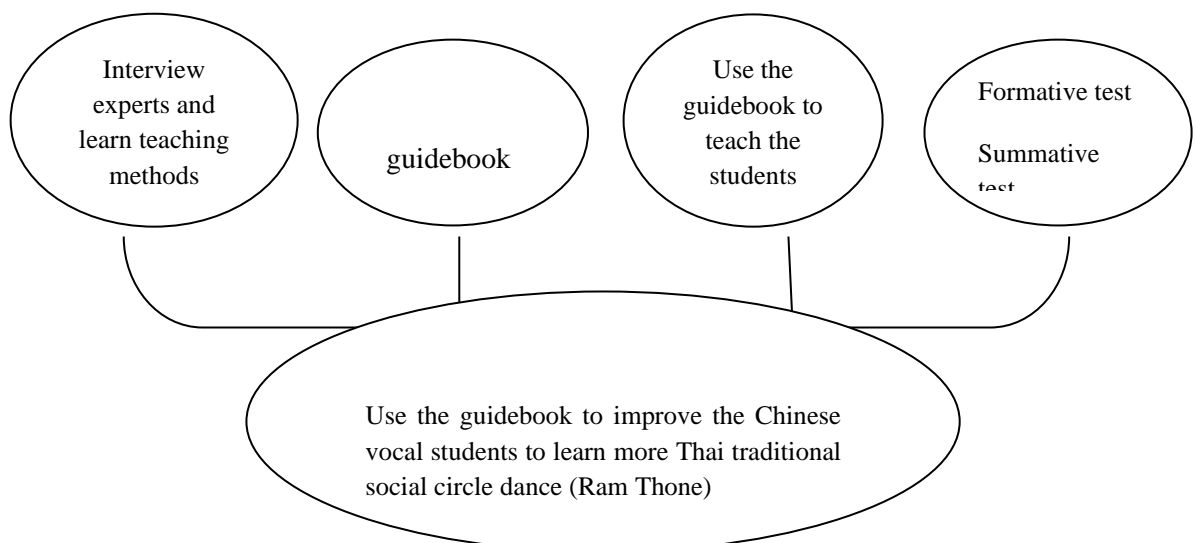 Interview
experts and
learn teaching
methods
guidebook
Use the
guidebook to
teach the
students
Formative test
Summative
test
Use the guidebook to improve the Chinese
vocal students to learn more Thai traditional
social circle dance (Ram Thone)